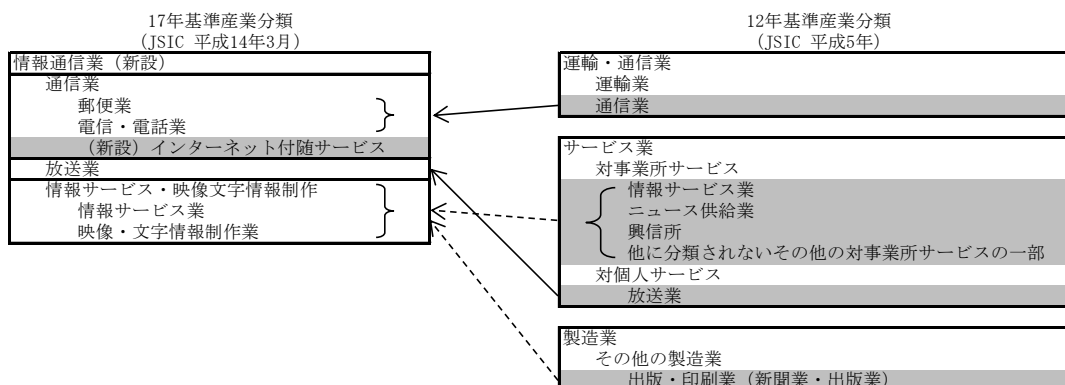 17年基準産業分類
(JSIC 平成14年3月)
情報通信業（新設）
通信業
郵便業
電信・電話業
（新設）インターネット付随サービス
放送業
情報サービス・映像文字情報制作
情報サービス業
映像・文字情報制作業
12年基準産業分類
(JSIC 平成5年)
運輸・通信業
運輸業
通信業
サービス業
対事業所サービス
情報サービス業
ニュース供給業
興信所
他に分類されないその他の対事業所サービスの一部
対個人サービス
放送業
製造業
その他の製造業
出版・印刷業（新聞業・出版業）